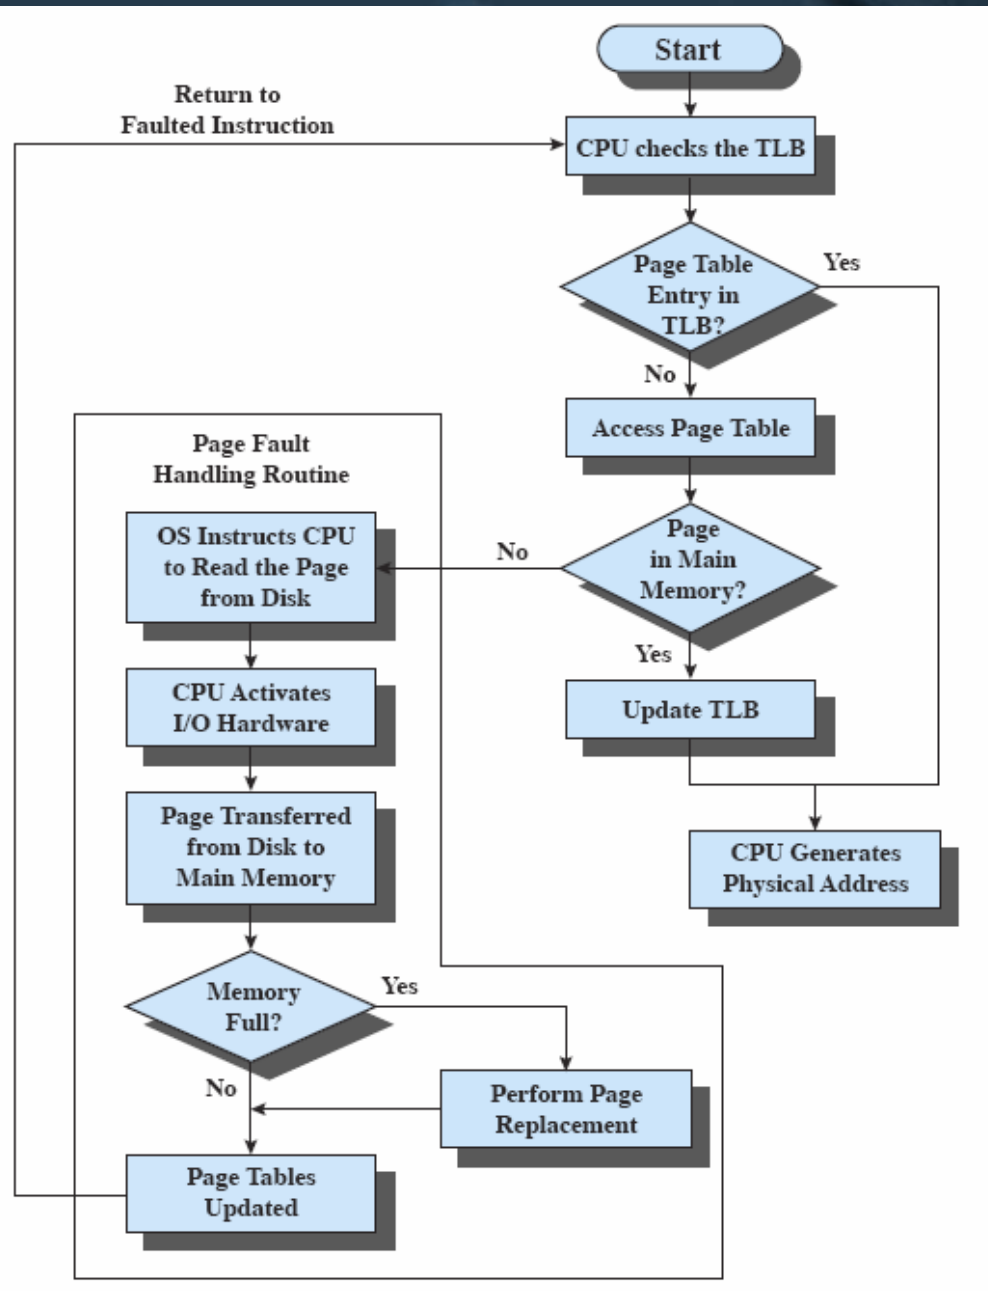 Start
Return to
Faulted Instruction
CPU checks the TLB
Page Table
Entry in
TLB?
Yes
No
Access Page Table
Page Fault
Handling Routine
OS Instructs CPU
to Read the Page
from Disk
No
Page
in Main
Memory?
Yes
CPU Activates
I/O Hardware
Update TLB
Page Transferred
from Disk to
Main Memory
CPU Generates
Physical Address
Memory
Full?
Yes
No
Perform Page
Replacement
Page Tables
Updated